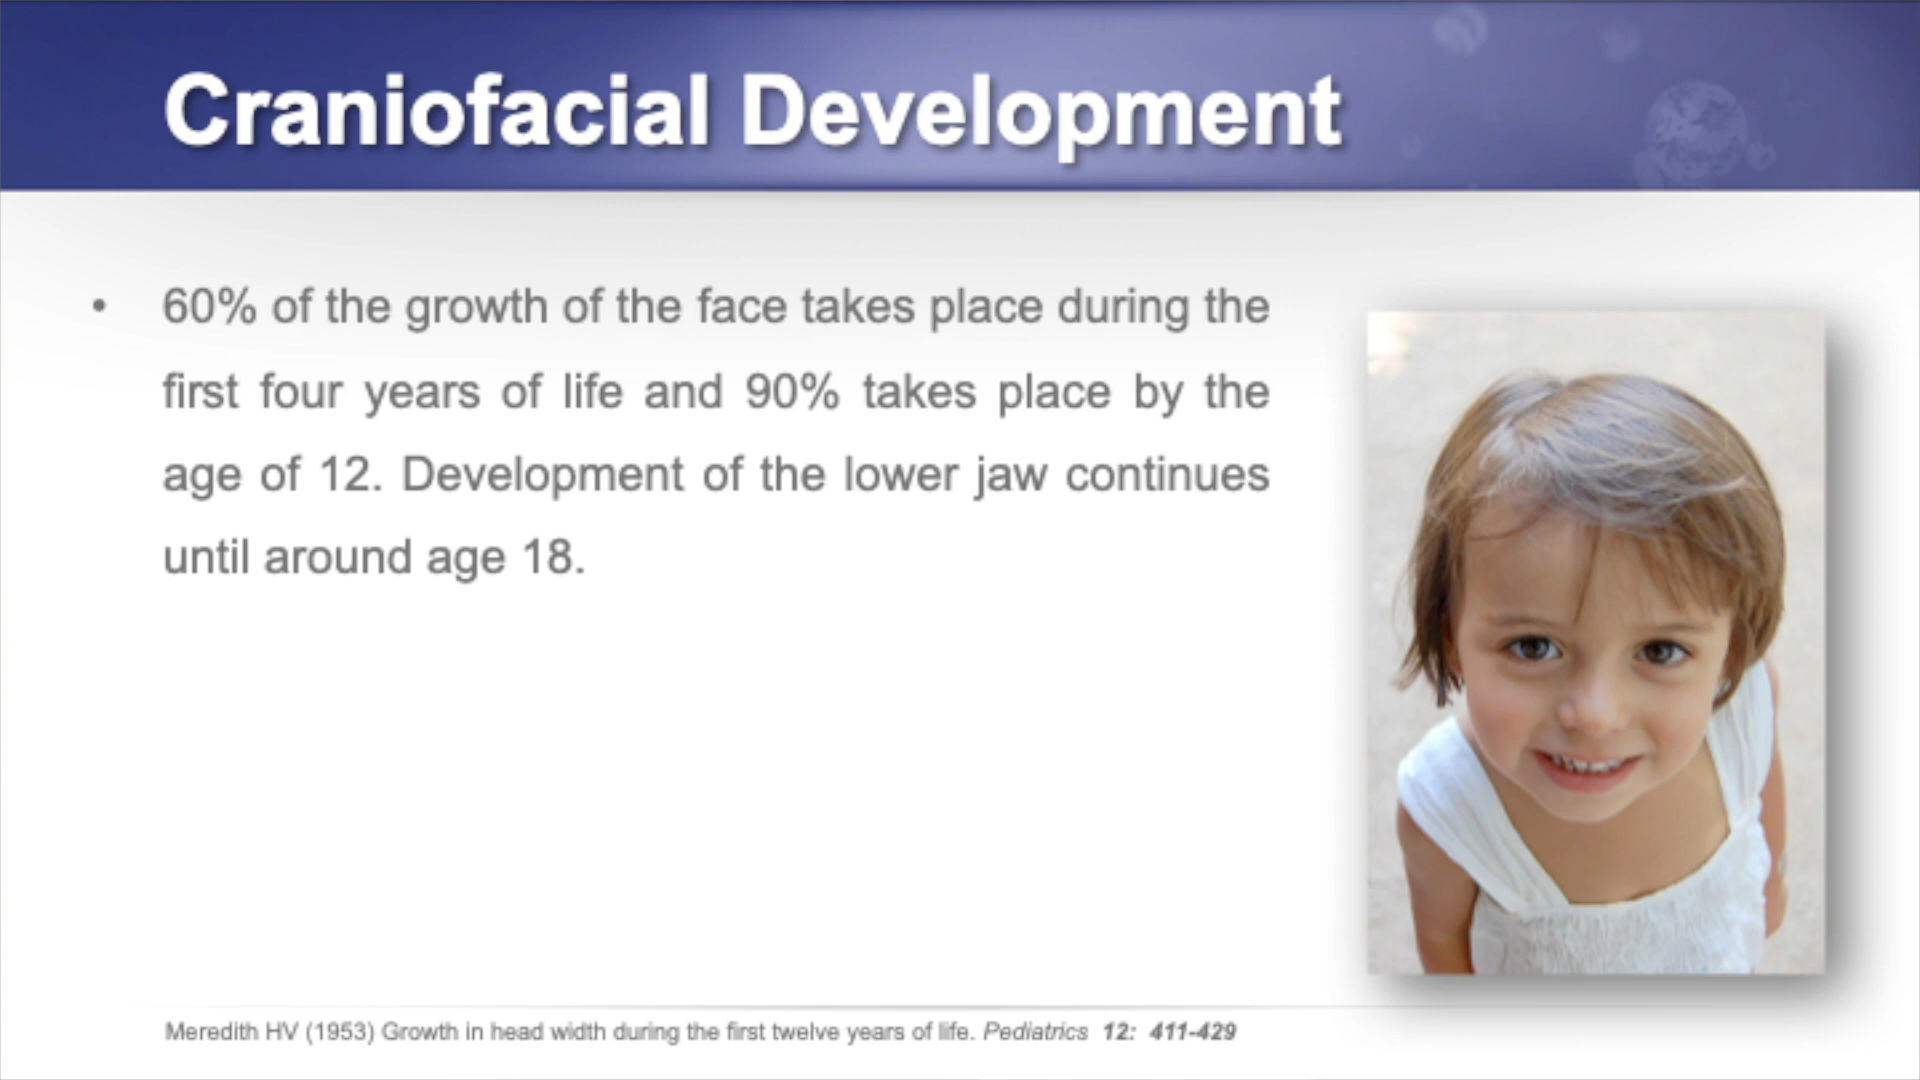 Craniofacial Development
• 60% of the growth of the face takes place during the
first four years of life and 90% takes place by the
age of 12. Development of the lower jaw continues
until around age 18.
Meredith HV (1953) Growth in head width during the first twelve years of life. Pediatrics 12: 411-429